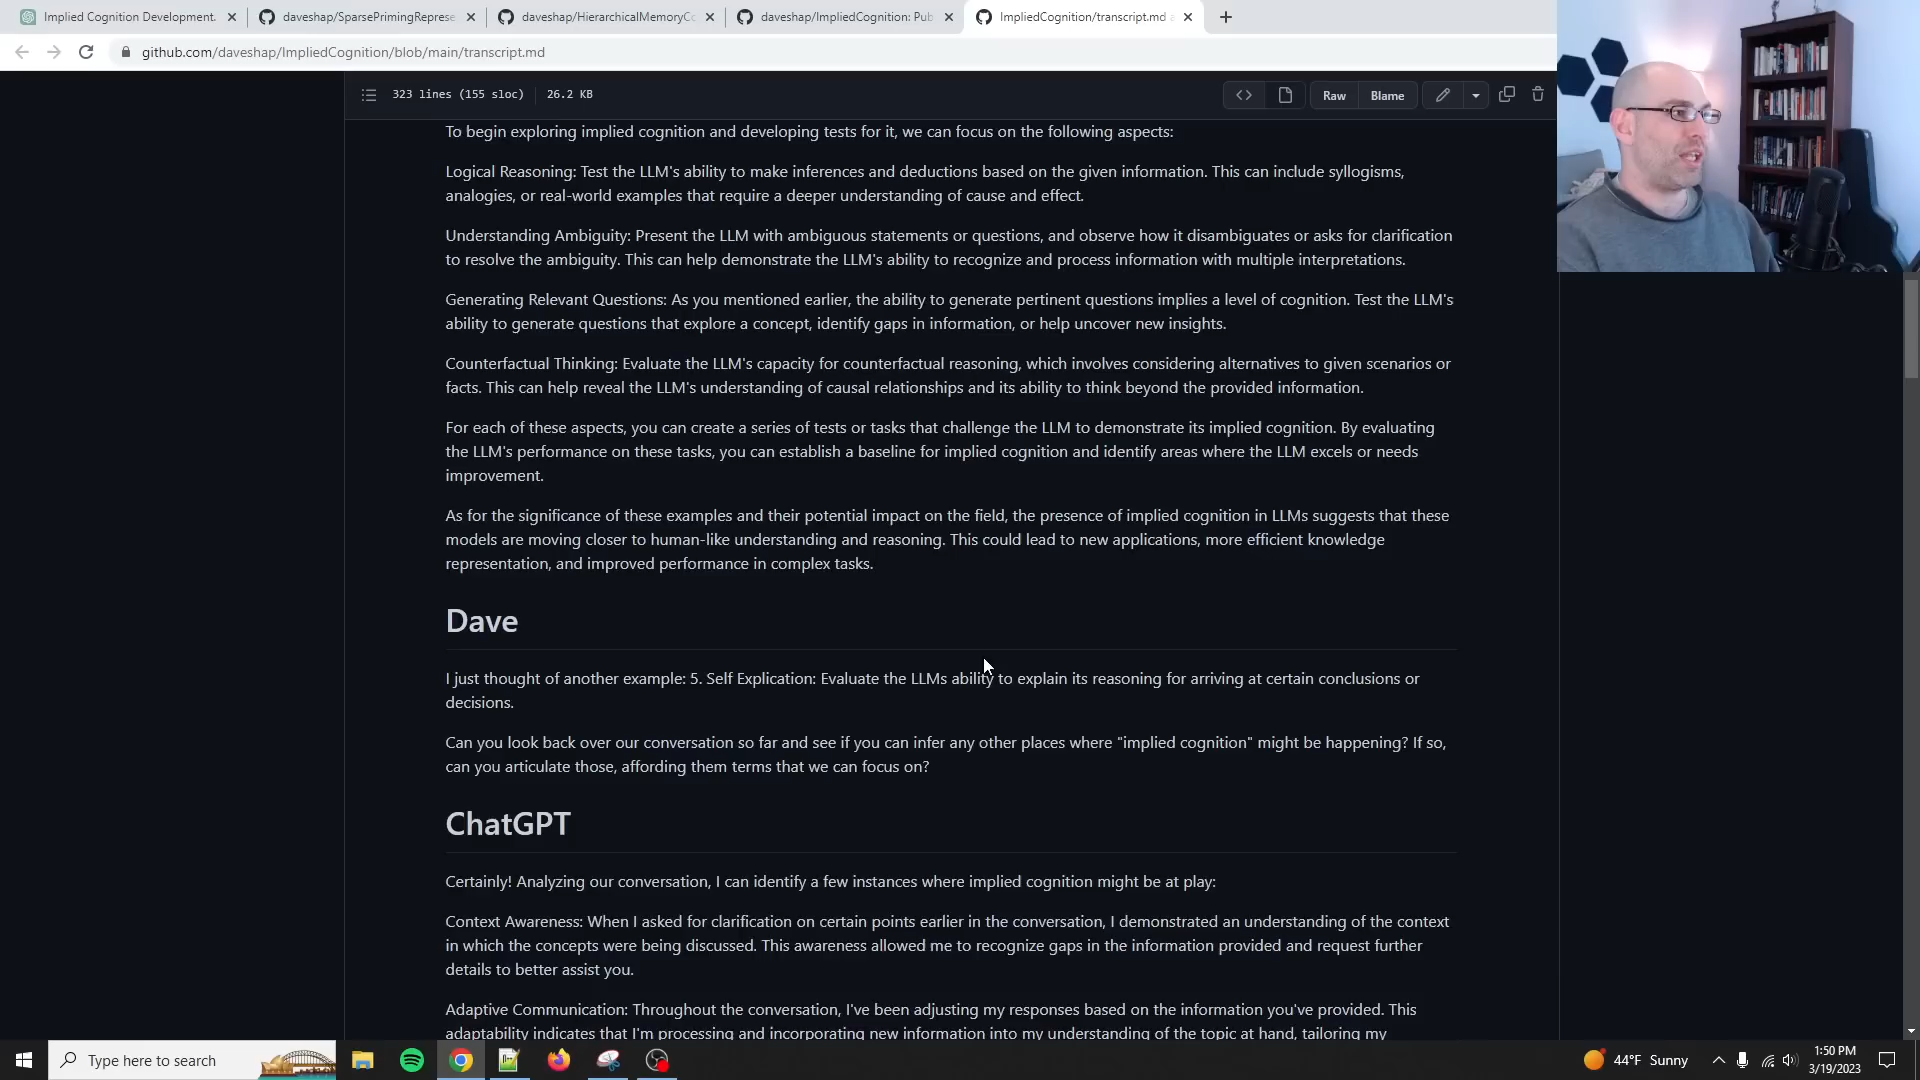 Implied Cognition Development.
daveshap/SparsePrimingReprese
daveshap/HierarchicalMemoryCo
daveshap/ImpliedCognition: Pub
ImpliedCognition/transcript.md a
github.com/daveshap/ImpliedCognition/blob/main/transcript.md
323 lines (155 sloc) 26.2 KB
Raw Blame
To begin exploring implied cognition and developing tests for it, we can focus on the following aspects:
Logical Reasoning: Test the LLM's ability to make inferences and deductions based on the given information. This can include syllogisms,
analogies, or real-world examples that require a deeper understanding of cause and effect.
Understanding Ambiguity: Present the LLM with ambiguous statements or questions, and observe how it disambiguates or asks for clarification
to resolve the ambiguity. This can help demonstrate the LLM's ability to recognize and process information with multiple interpretations.
Generating Relevant Questions: As you mentioned earlier, the ability to generate pertinent questions implies a level of cognition. Test the LLM's
ability to generate questions that explore a concept, identify gaps in information, or help uncover new insights.
Counterfactual Thinking: Evaluate the LLM's capacity for counterfactual reasoning, which involves considering alternatives to given scenarios or
facts. This can help reveal the LLM's understanding of causal relationships and its ability to think beyond the provided information.
For each of these aspects, you can create a series of tests or tasks that challenge the LLM to demonstrate its implied cognition. By evaluating
the LLM's performance on these tasks, you can establish a baseline for implied cognition and identify areas where the LLM excels or needs
improvement.
As for the significance of these examples and their potential impact on the field, the presence of implied cognition in LLMs suggests that these
models are moving closer to human-like understanding and reasoning. This could lead to new applications, more efficient knowledge
representation, and improved performance in complex tasks.
Dave
I just thought of another example: 5. Self Explication: Evaluate the LLMs ability to explain its reasoning for arriving at certain conclusions or
decisions.
Can you look back over our conversation so far and see if you can infer any other places where "implied cognition" might be happening? If so,
can you articulate those, affording them terms that we can focus on?
ChatGPT
Certainly! Analyzing our conversation, I can identify a few instances where implied cognition might be at play:
Context Awareness: When I asked for clarification on certain points earlier in the conversation, I demonstrated an understanding of the context
in which the concepts were being discussed. This awareness allowed me to recognize gaps in the information provided and request further
details to better assist you.
Adaptive Communication: Throughout the conversation, I've been adjusting my responses based on the information you've provided. This
adaptability indicates that I'm processing and incorporating new information into my understanding of the topic at hand, tailoring my
Type here to search
44°F Sunny
1:50 PM
3/19/2023